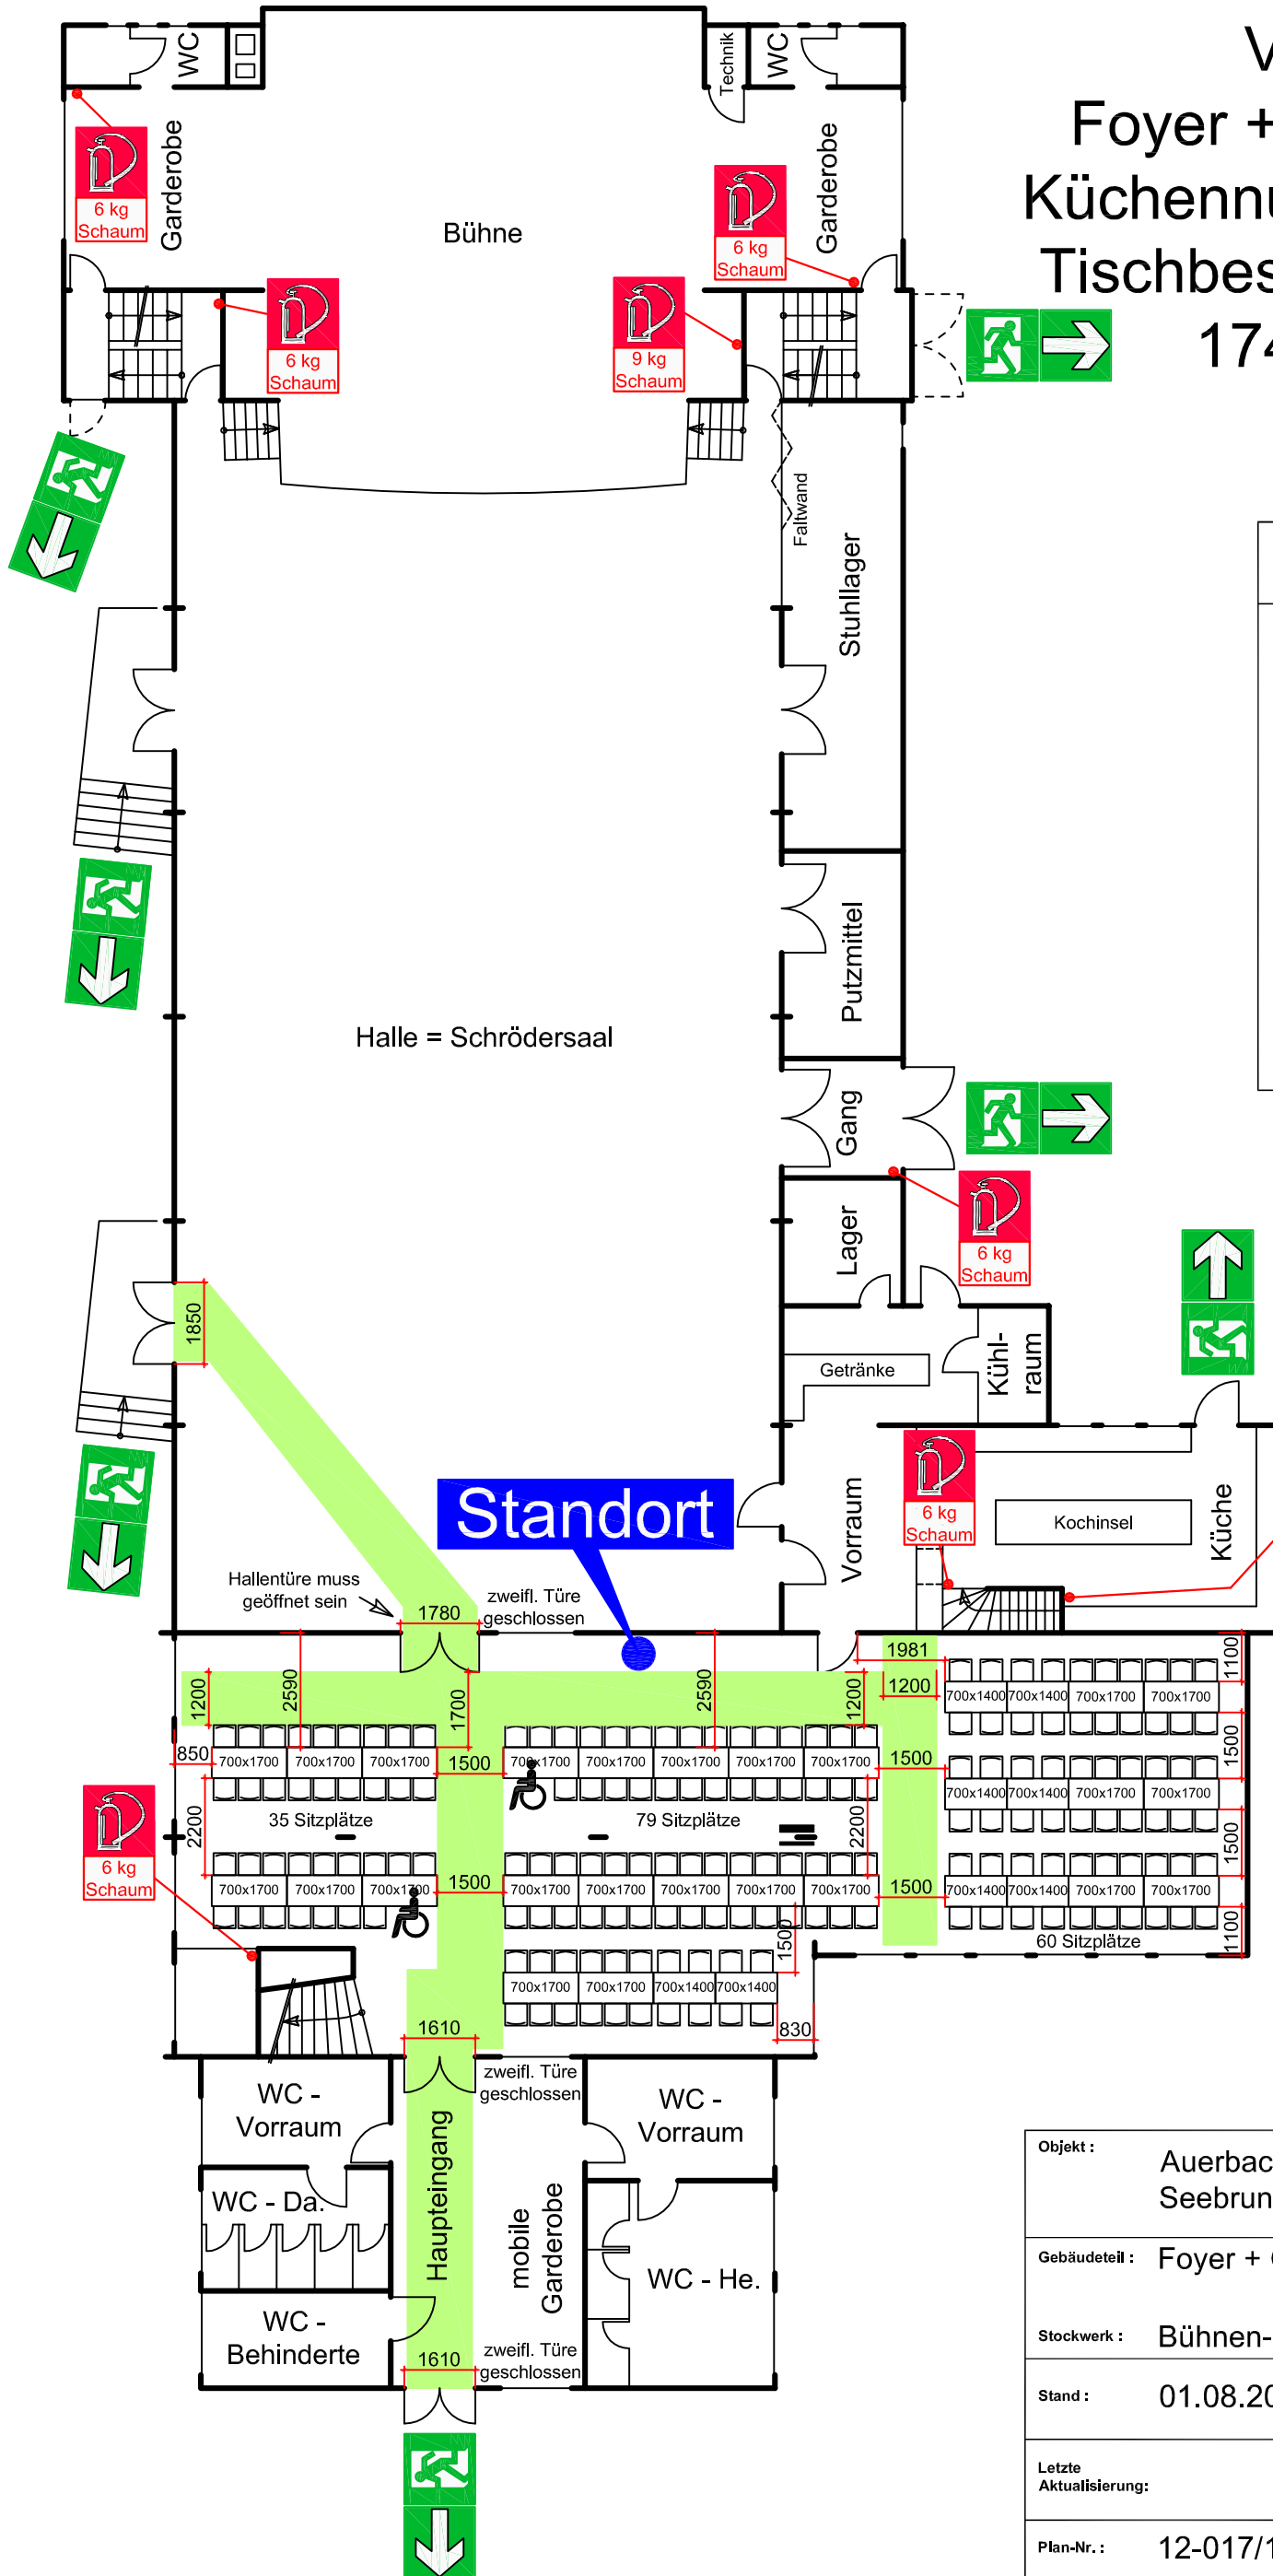 WC
Technik
WC
V
Foyer +
Küchennu
Tischbes
174
Garderobe
6 kg
Schaum
Bühne
Garderobe
6 kg
Schaum
6 kg
Schaum
9 kg
Schaum
Faltwand
Stuhllager
Putzmittel
Halle = Schrödersaal
Gang
Lager
6 kg
Schaum
1850
Getränke
Kühl-
raum
Standort
Vorraum
6 kg
Schaum
Kochinsel
Küche
Hallentüre muss
geöffnet sein
1780
zweifl. Türe
geschlossen
1200
2590
1700
2590
1200
1981
1200
1100
700x1400 700x1400 700x1700 700x1700
850
700x1700 700x1700 700x1700
1500
700x1700 700x1700 700x1700 700x1700 700x1700
1500
1500
700x1400 700x1400 700x1700 700x1700
2200
35 Sitzplätze
79 Sitzplätze
2200
1500
6 kg
Schaum
700x1700 700x1700 700x1700
1500
700x1700 700x1700 700x1700 700x1700 700x1700
1500
700x1400 700x1400 700x1700 700x1700
1500
60 Sitzplätze
1100
700x1700 700x1700 700x1400 700x1400
830
1610
zweifl. Türe
geschlossen
WC -
Vorraum
WC -
Vorraum
WC - Da.
Haupteingang
mobile
Garderobe
WC - He.
WC -
Behinderte
1610
zweifl. Türe
geschlossen
Objekt :
Auerbac
Seebrun
Gebäudeteil :
Foyer +
Stockwerk :
Bühnen-
Stand :
01.08.20
Letzte
Aktualisierung:
Plan-Nr. :
12-017/1